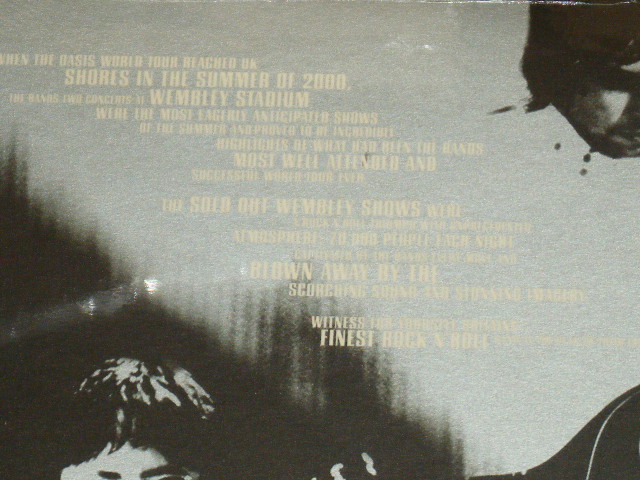 WHEN THE OASIS WORLD TOUR REACHED UK
SHORES IN THE SUMMER OF 2000,
THE BANDS TWO CONCERTS AT WEMBLEY STADIUM
WERE THE MOST EAGERLY ANTICIPATED SHOWS
OF THE SUMMER AND PROVED TO BE INCREDIBLE
HIGHLIGHTS OF WHAT HAD BEEN THE BANDS
MOST WELL ATTENDED AND
SUCCESSFUL WORLD TOUR EVER
THE SOLD OUT WEMBLEY SHOWS WERE
ATMOSPHERE: 70,000 PEOPLE EACH NIGHT
BLOWN AWAY BY THE
SCORCHING SOUND AND STUNNING IMAGERY
WITNESS FOR YOURSELF
FINEST ROCK N ROLL